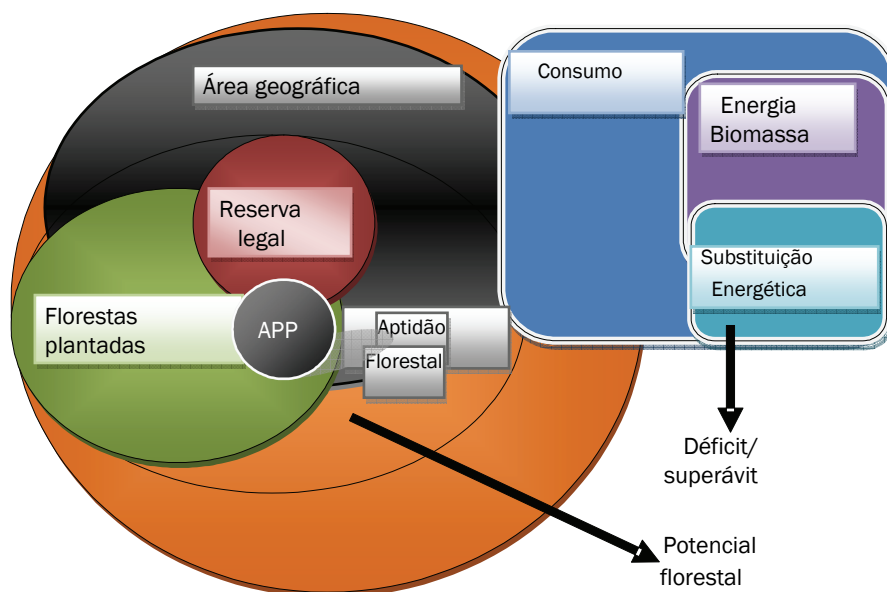 Área geográfica
Consumo
Energia
Biomassa
Reserva
legal
Substituição
Energética
Florestas
plantadas
APP
Aptidão
Florestal
Déficit/
superávit
Potencial
florestal